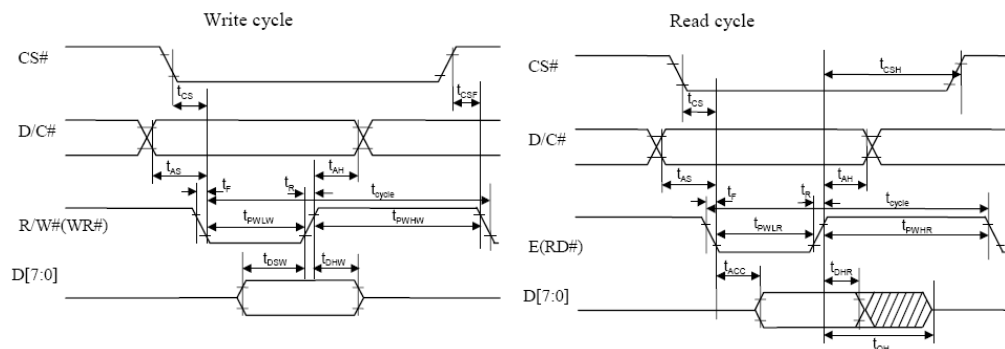 Write cycle
CS#
tCS
tCSF
D/C#
tAS
tAH
tF
tR
tcycle
R/W#(WR#)
tPWLW
tPWHW
tDSW
tDHW
D[7:0]
Read cycle
CS#
tCSH
tCS
D/C#
tAS
tAH
tF
tR
tcycle
E(RD#)
tPWLR
tPWHR
tACC
tDHR
D[7:0]
tOH